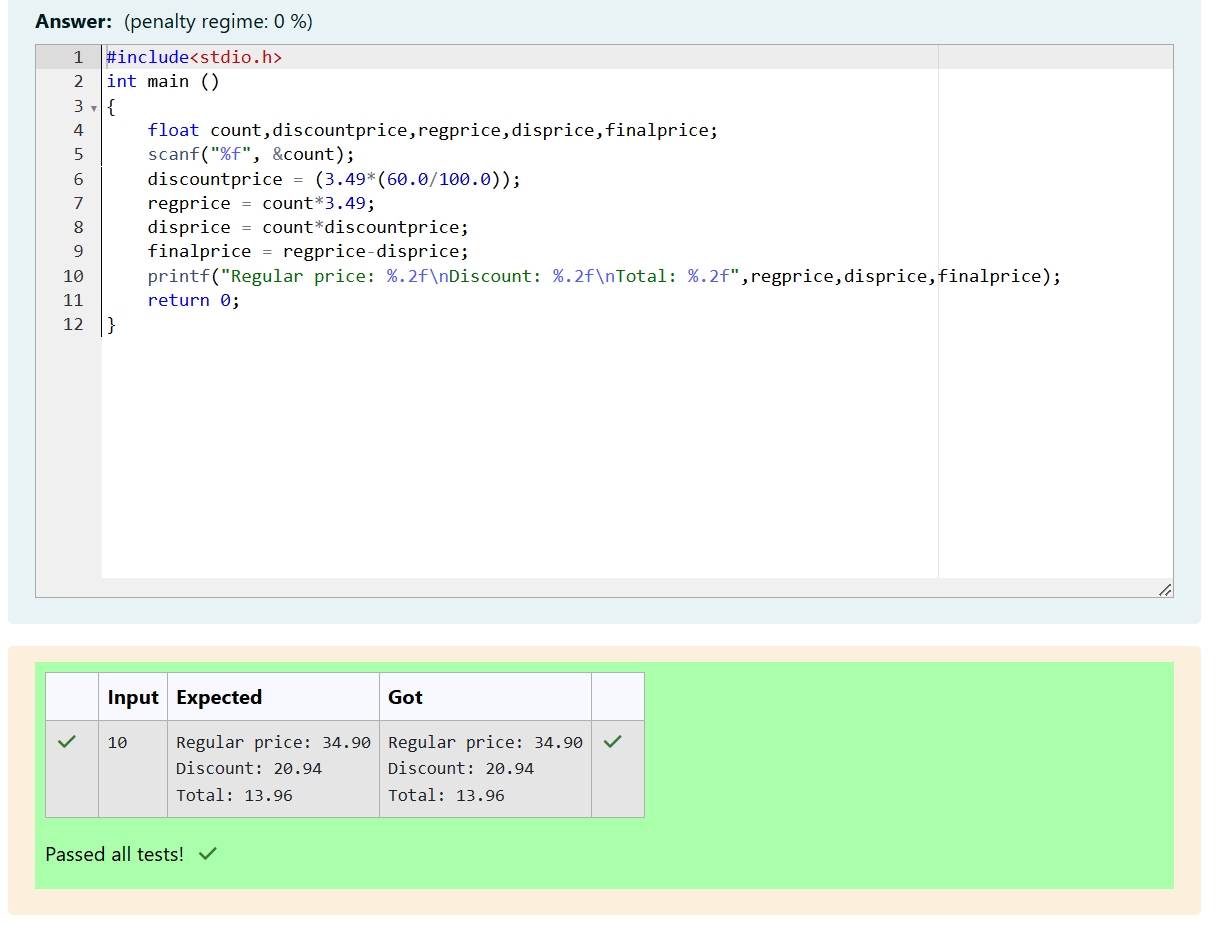 Answer: (penalty regime: 0 %)
1 #include<stdio.h>
2 int main ()
3 {
4     float count,discountprice,regprice,disprice,finalprice;
5     scanf("%f", &count);
6     discountprice = (3.49*(60.0/100.0));
7     regprice = count*3.49;
8     disprice = count*discountprice;
9     finalprice = regprice-disprice;
10     printf("Regular price: %.2f\nDiscount: %.2f\nTotal: %.2f",regprice,disprice,finalprice);
11     return 0;
12 }
Input Expected Got
10 Regular price: 34.90 Regular price: 34.90
Discount: 20.94 Discount: 20.94
Total: 13.96 Total: 13.96
Passed all tests!